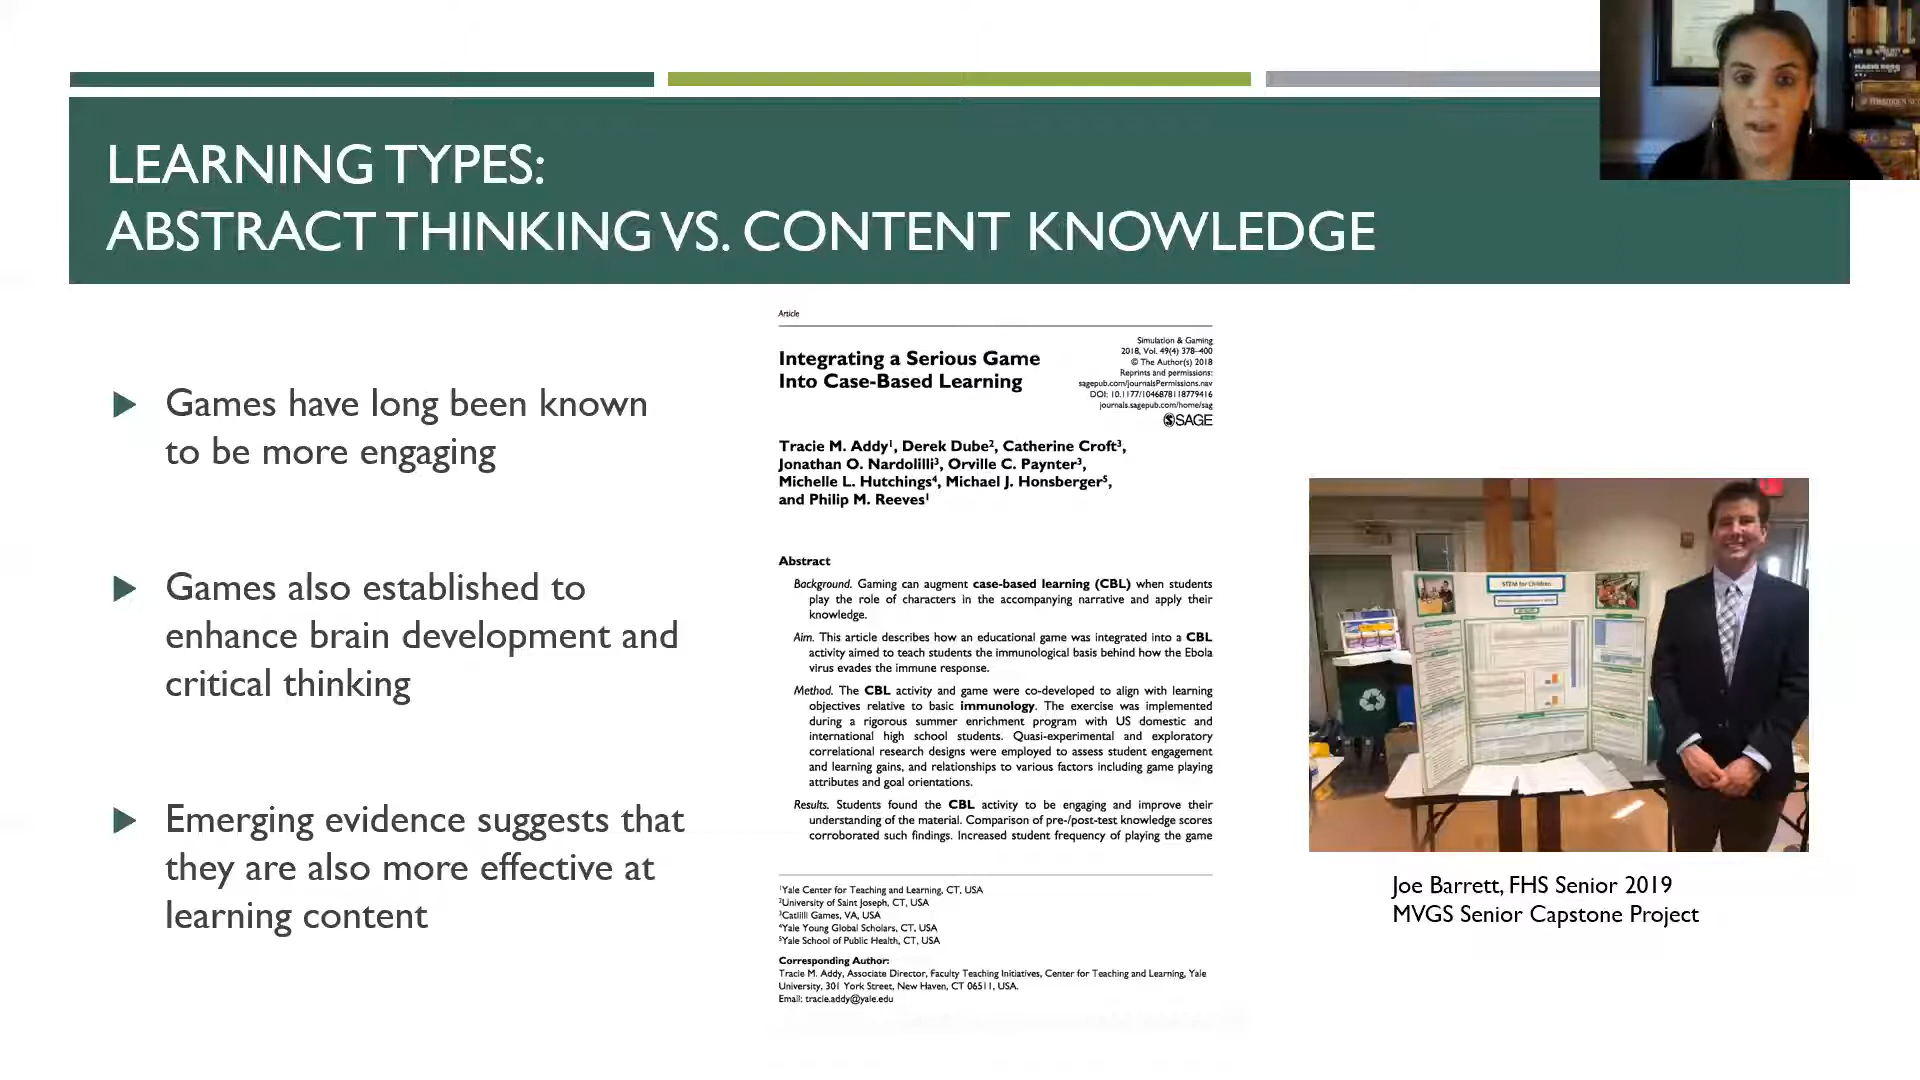 LEARNING TYPES:
ABSTRACT THINKING VS. CONTENT KNOWLEDGE
Games have long been known
to be more engaging
Games also established to
enhance brain development and
critical thinking
Emerging evidence suggests that
they are also more effective at
learning content
Article
Integrating a Serious Game
Into Case-Based Learning
Simulation & Gaming
2018, Vol. 49(4) 378–400
© The Author(s) 2018
Reprints and permissions:
sagepub.com/journalsPermissions.nav
DOI: 10.1177/1046878118779416
journals.sagepub.com/home/sag
SAGE
Tracie M. Addy1, Derek Dube2, Catherine Croft3,
Jonathan O. Nardolilli3, Orville C. Paynter3,
Michelle L. Hutchings4, Michael J. Honsberger5,
and Philip M. Reeves1
Abstract
Background. Gaming can augment case-based learning (CBL) when students
play the role of characters in the accompanying narrative and apply their
knowledge.
Aim. This article describes how an educational game was integrated into a CBL
activity aimed to teach students the immunological basis behind how the Ebola
virus evades the immune response.
Method. The CBL activity and game were co-developed to align with learning
objectives relative to basic immunology. The exercise was implemented
during a rigorous summer enrichment program with US domestic and
international high school students. Quasi-experimental and exploratory
correlational research designs were employed to assess student engagement
and learning gains, and relationships to various factors including game playing
attributes and goal orientations.
Results. Students found the CBL activity to be engaging and improve their
understanding of the material. Comparison of pre-/post-test knowledge scores
corroborated such findings. Increased student frequency of playing the game
1Yale Center for Teaching and Learning, CT, USA
2University of Saint Joseph, CT, USA
3Catlilli Games, VA, USA
4Yale Young Global Scholars, CT, USA
5Yale School of Public Health, CT, USA
Corresponding Author:
Tracie M. Addy, Associate Director, Faculty Teaching Initiatives, Center for Teaching and Learning, Yale
University, 301 York Street, New Haven, CT 06511, USA.
Email: tracie.addy@yale.edu
STEM for Children
Joe Barrett, FHS Senior 2019
MVGS Senior Capstone Project